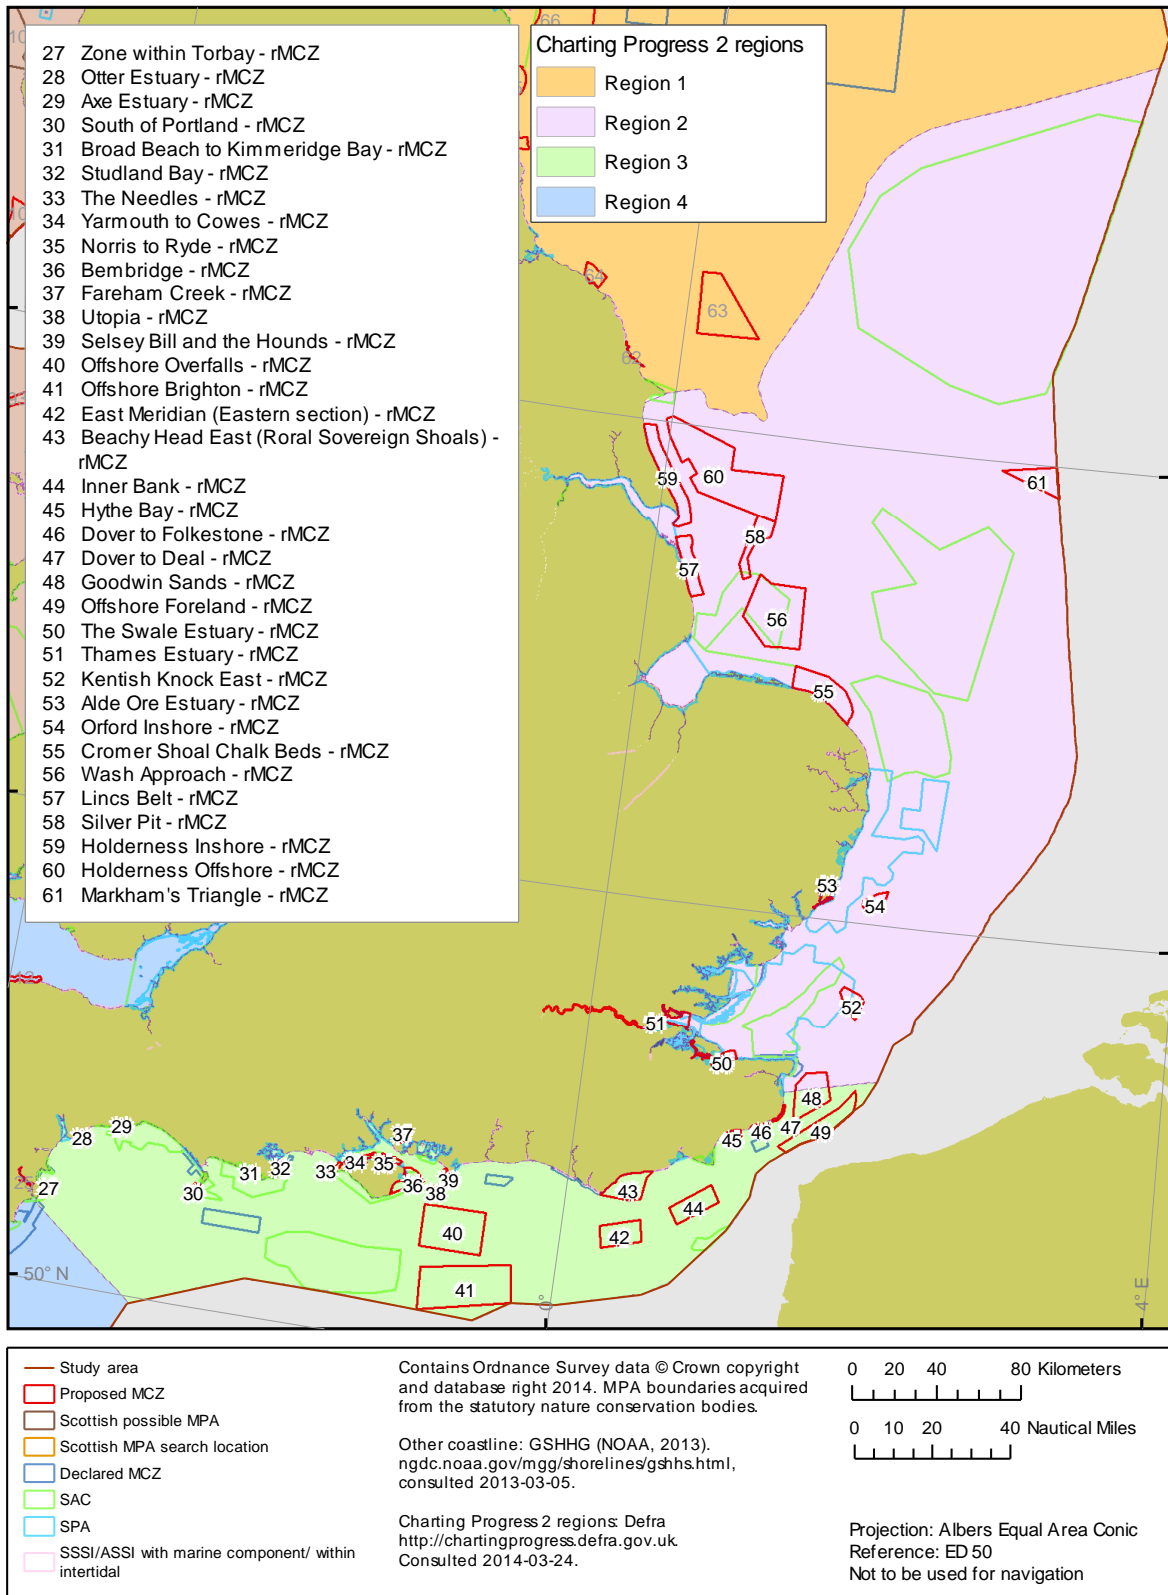 27 Zone within Torbay - rMCZ
28 Otter Estuary - rMCZ
29 Axe Estuary - rMCZ
30 South of Portland - rMCZ
31 Broad Beach to Kimmeridge Bay - rMCZ
32 Studland Bay - rMCZ
33 The Needles - rMCZ
34 Yarmouth to Cowes - rMCZ
35 Norris to Ryde - rMCZ
36 Bembridge - rMCZ
37 Fareham Creek - rMCZ
38 Utopia - rMCZ
39 Selsey Bill and the Hounds - rMCZ
40 Offshore Overfalls - rMCZ
41 Offshore Brighton - rMCZ
42 East Meridian (Eastern section) - rMCZ
43 Beachy Head East (Roral Sovereign Shoals) -
rMCZ
44 Inner Bank - rMCZ
45 Hythe Bay - rMCZ
46 Dover to Folkestone - rMCZ
47 Dover to Deal - rMCZ
48 Goodwin Sands - rMCZ
49 Offshore Foreland - rMCZ
50 The Swale Estuary - rMCZ
51 Thames Estuary - rMCZ
52 Kentish Knock East - rMCZ
53 Alde Ore Estuary - rMCZ
54 Orford Inshore - rMCZ
55 Cromer Shoal Chalk Beds - rMCZ
56 Wash Approach - rMCZ
57 Lincs Belt - rMCZ
58 Silver Pit - rMCZ
59 Holderness Inshore - rMCZ
60 Holderness Offshore - rMCZ
61 Markham's Triangle - rMCZ
Charting Progress 2 regions
Region 1
Region 2
Region 3
Region 4
66
64
63
62
59
60
61
58
57
56
55
53
54
52
51
50
48
47
46
45
49
29
28
27
30
31
32
33
34
35
36
37
38
39
40
41
42
43
44
50° N
0°
4° E
Study area
Proposed MCZ
Scottish possible MPA
Scottish MPA search location
Declared MCZ
SAC
SPA
SSSI/ASSI with marine component/ within
intertidal
Contains Ordnance Survey data © Crown copyright
and database right 2014. MPA boundaries acquired
from the statutory nature conservation bodies.
Other coastline: GSHHG (NOAA, 2013).
ngdc.noaa.gov/mgg/shorelines/gshhs.html,
consulted 2013-03-05.
Charting Progress 2 regions: Defra
http://chartingprogress.defra.gov.uk.
Consulted 2014-03-24.
0 20 40 80 Kilometers
0 10 20 40 Nautical Miles
Projection: Albers Equal Area Conic
Reference: ED 50
Not to be used for navigation